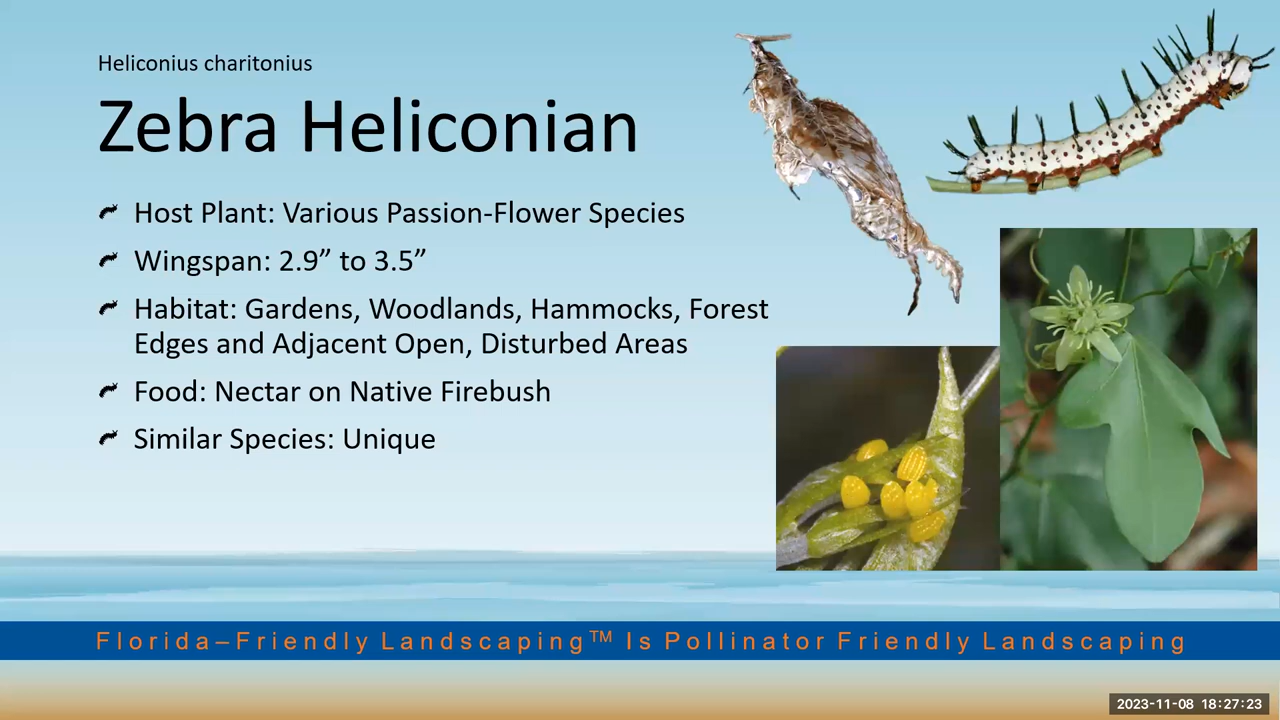 Heliconius charitonius
Zebra Heliconian
Host Plant: Various Passion-Flower Species
Wingspan: 2.9” to 3.5”
Habitat: Gardens, Woodlands, Hammocks, Forest
Edges and Adjacent Open, Disturbed Areas
Food: Nectar on Native Firebush
Similar Species: Unique
Florida–Friendly Landscaping™ Is Pollinator Friendly Landscaping
2023-11-08 18:27:23